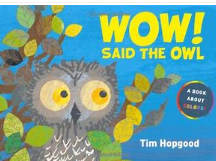 WOW!
SAID THE OWL
A BOOK
ABOUT
COLORS!
Tim Hopgood